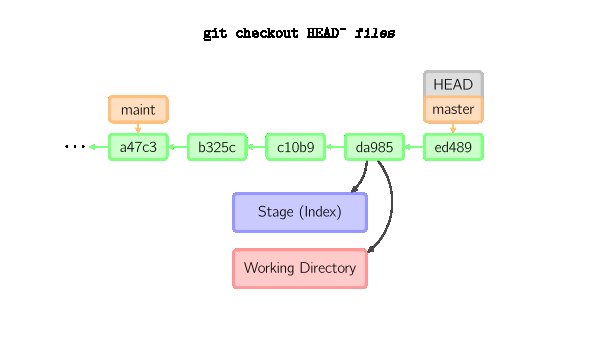 git checkout HEAD~ files
HEAD
maint
master
... a47c3 b325c c10b9 da985 ed489
Stage (Index)
Working Directory